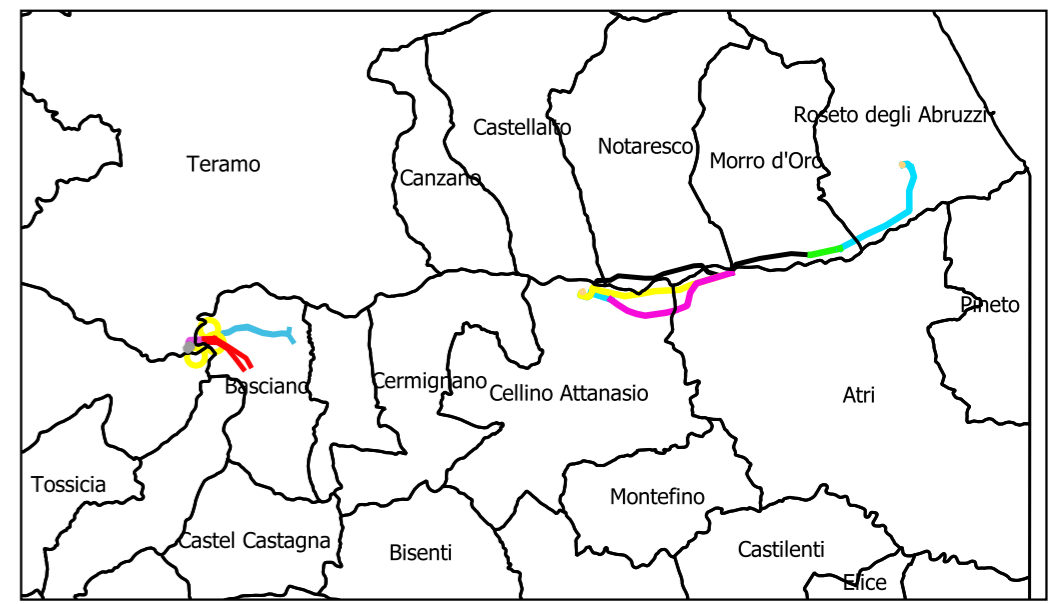 Roseto degli Abruzzi
Castellalto
Notaresco
Morro d'Oro
Teramo
Canzano
Pineto
Basciano
Cermignano
Cellino Attanasio
Atri
Tossicia
Montefino
Castel Castagna
Bisenti
Castilenti
Elice